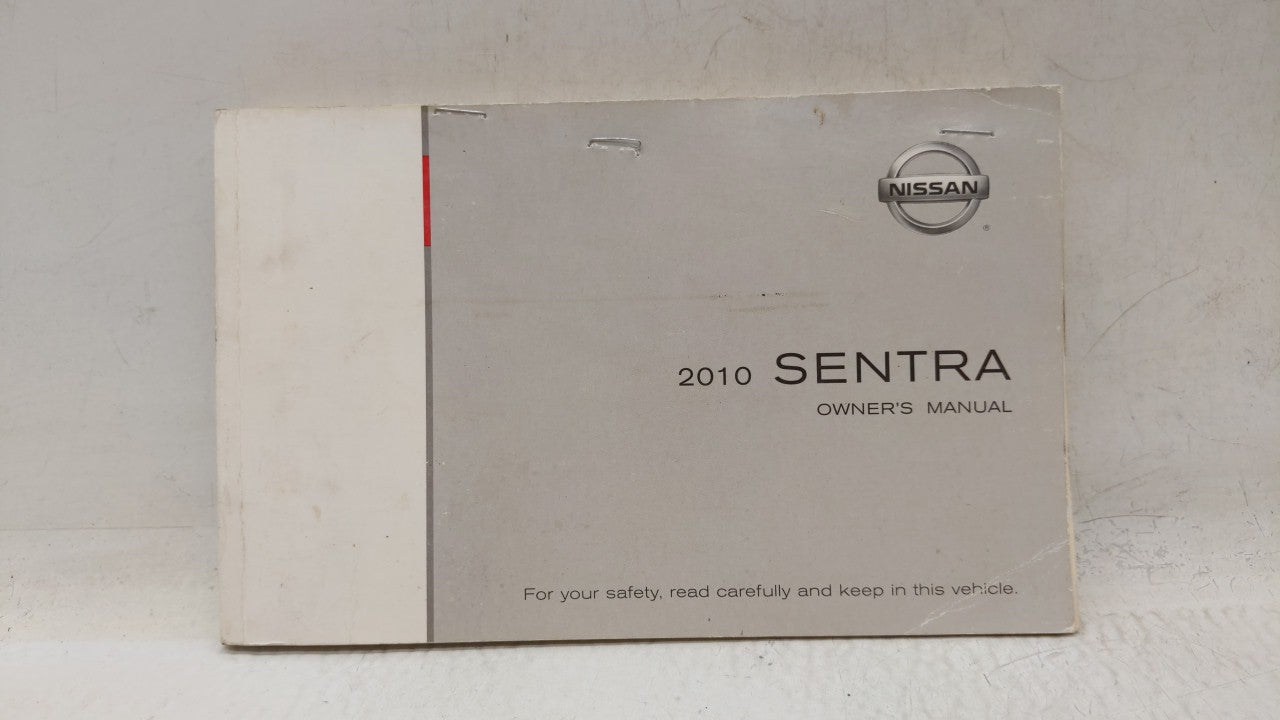 NISSAN
®
2010 SENTRA
OWNER'S MANUAL
For your safety, read carefully and keep in this vehicle.